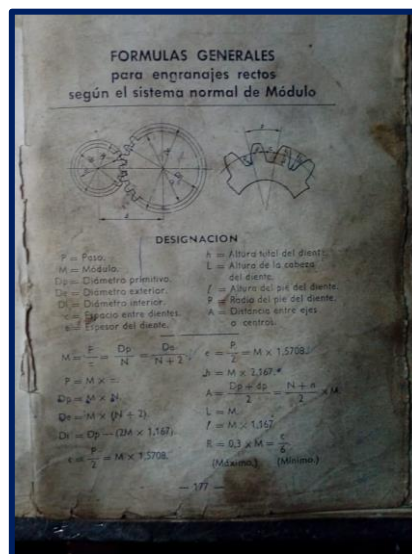 FORMULAS GENERALES
para engranajes rectos
según el sistema normal de Módulo
DESIGNACION
P = Paso.
M = Módulo.
Dp = Diámetro primitivo.
De = Diámetro exterior.
Di = Diámetro interior.
= Espacio entre dientes.
= Espesor del diente.
h = Altura total del diente.
L = Altura de la cabeza
del diente.
f = Altura del pié del diente.
= Radio del pié del diente.
A = Distancia entre ejes
o centros.
M = = Dp/N = De/N + 2
P = M ×
Dp = M × N.
De = M × (N + 2).
Di = Dp — (2M × 1,167)
= P/2 = M × 1,5708.
e = P/2 = M × 1,5708.
h = M × 2,167.
A = Dp + dp/2 = N + n/2 × M.
L = M.
f = M × 1,167
R = 0,3 × M = /6
(Máximo.) (Mínimo.)
— 177 —